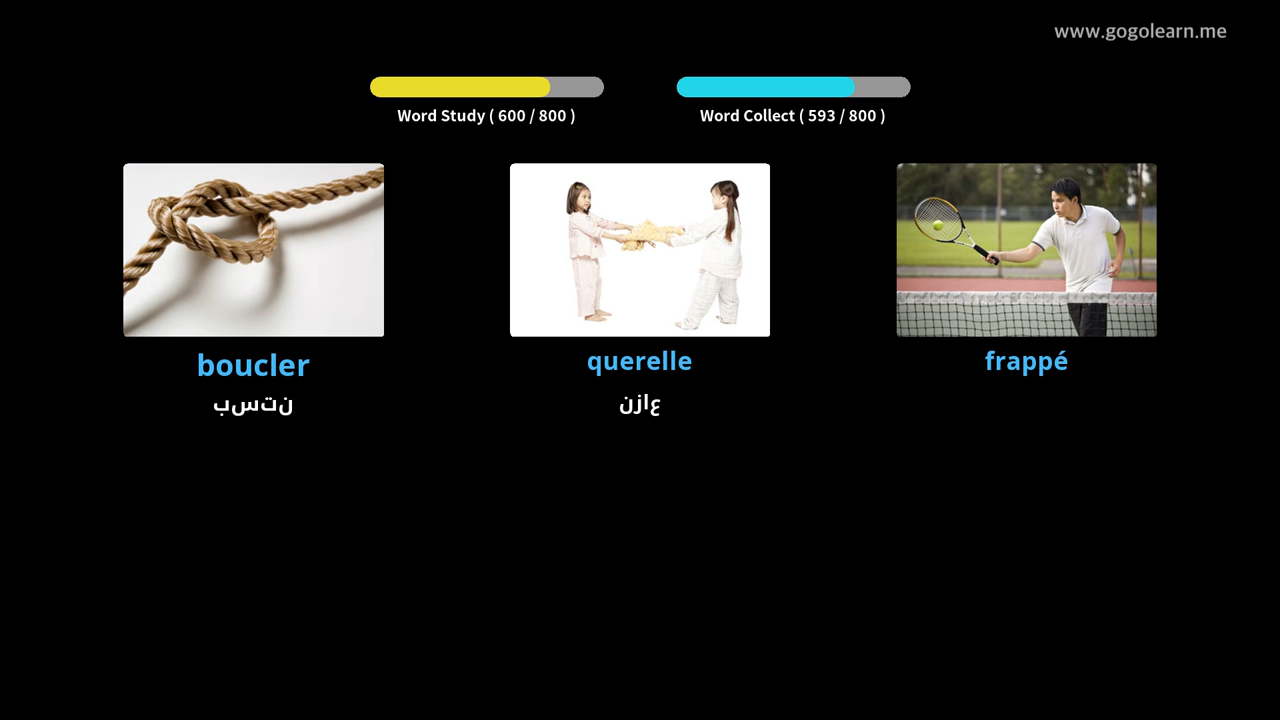 www.gogolearn.me
Word Study ( 600 / 800 )
Word Collect ( 593 / 800 )
boucler
بستن
querelle
نزاع
frappé